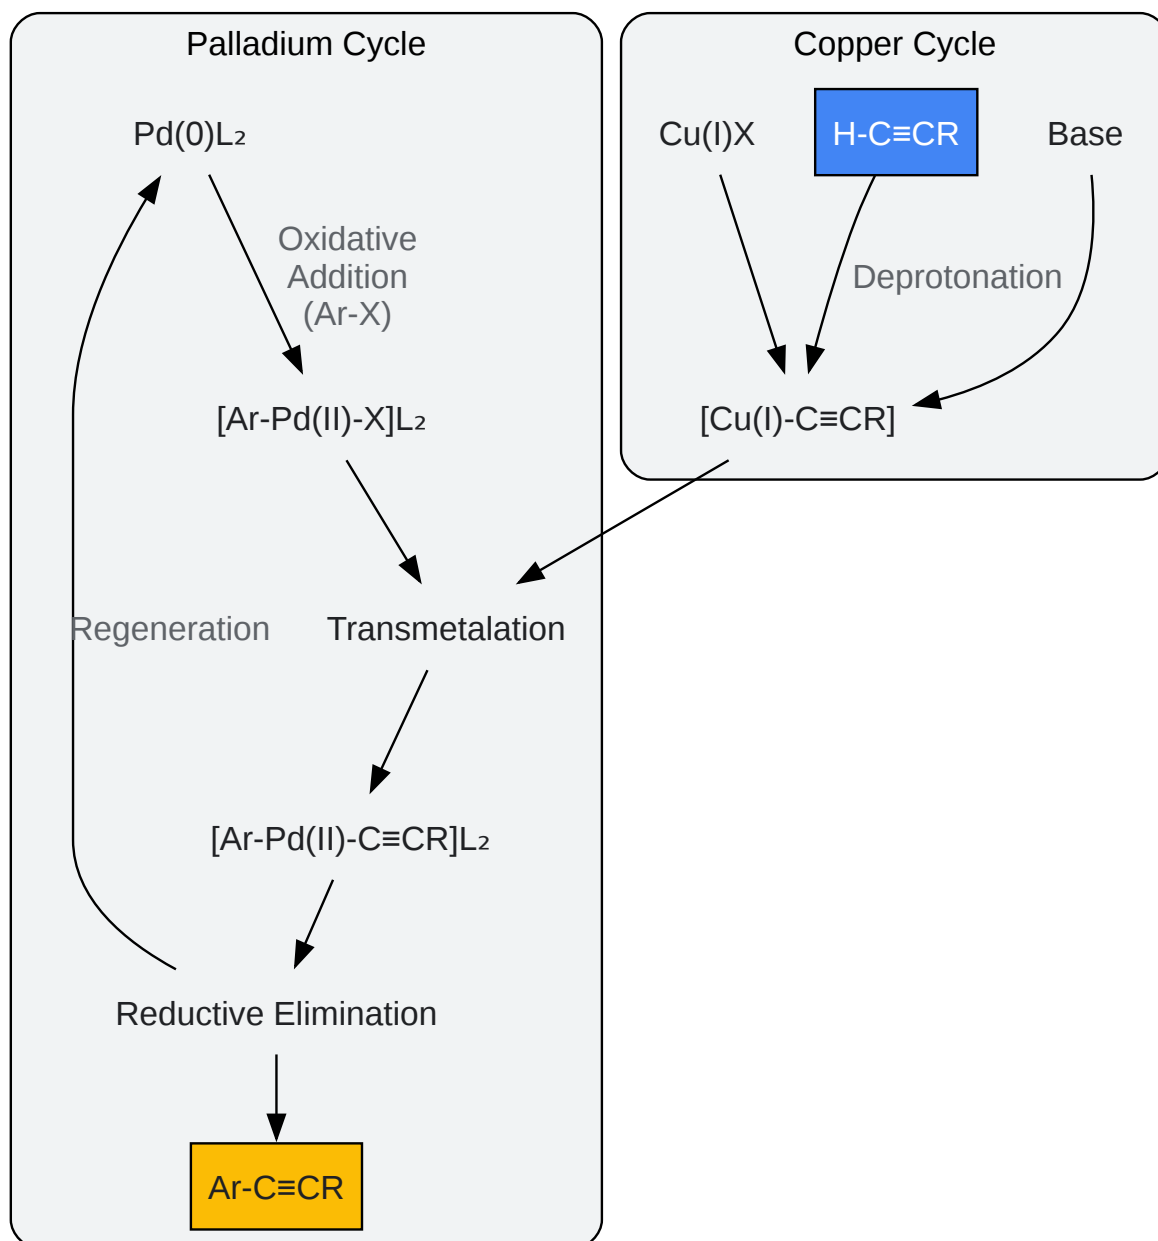 Palladium Cycle
Pd(0)L₂
Oxidative
Addition
(Ar-X)
[Ar-Pd(II)-X]L₂
Regeneration
Transmetalation
[Ar-Pd(II)-C≡CR]L₂
Reductive Elimination
Ar-C≡CR
Copper Cycle
Cu(I)X
H-C≡CR
Base
Deprotonation
[Cu(I)-C≡CR]